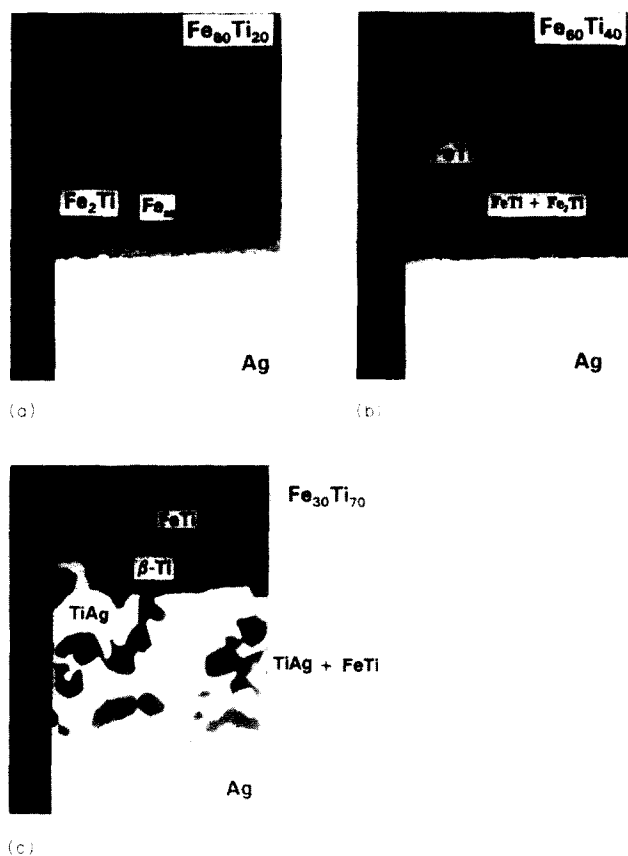 Fe₈₀Ti₂₀
Fe₂Ti
Ag
(a)
Fe₆₀Ti₄₀
FeTi + Fe₂Ti
Ag
(b)
Fe₃₀Ti₇₀
β-Ti
TiAg
TiAg + FeTi
Ag
(c)